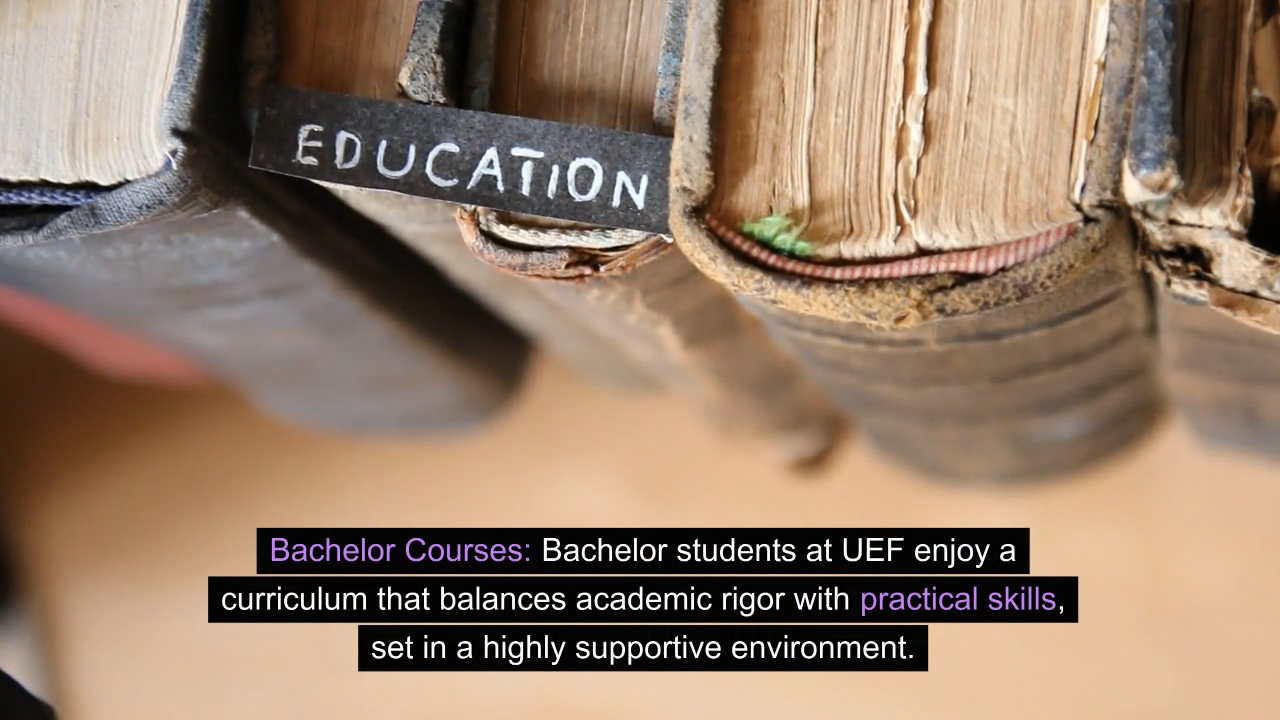 EDUCATION
Bachelor Courses: Bachelor students at UEF enjoy a
curriculum that balances academic rigor with practical skills,
set in a highly supportive environment.